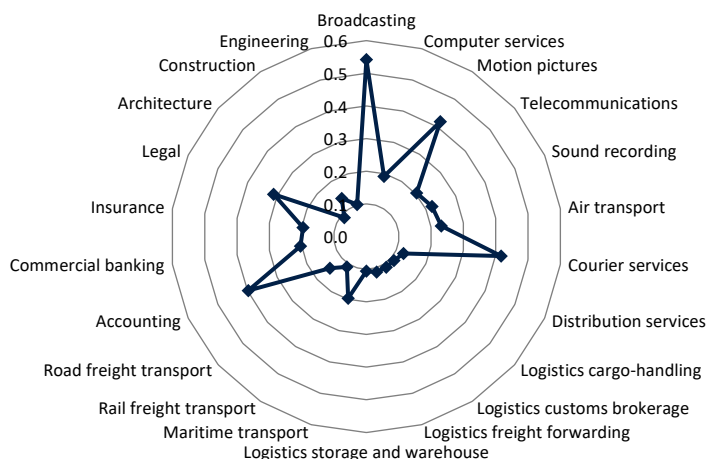 Broadcasting
Computer services
Motion pictures
Telecommunications
Sound recording
Air transport
Courier services
Distribution services
Logistics cargo-handling
Logistics customs brokerage
Logistics freight forwarding
Logistics storage and warehouse
Maritime transport
Rail freight transport
Road freight transport
Accounting
Commercial banking
Insurance
Legal
Architecture
Construction
Engineering
0.6
0.5
0.4
0.3
0.2
0.1
0.0